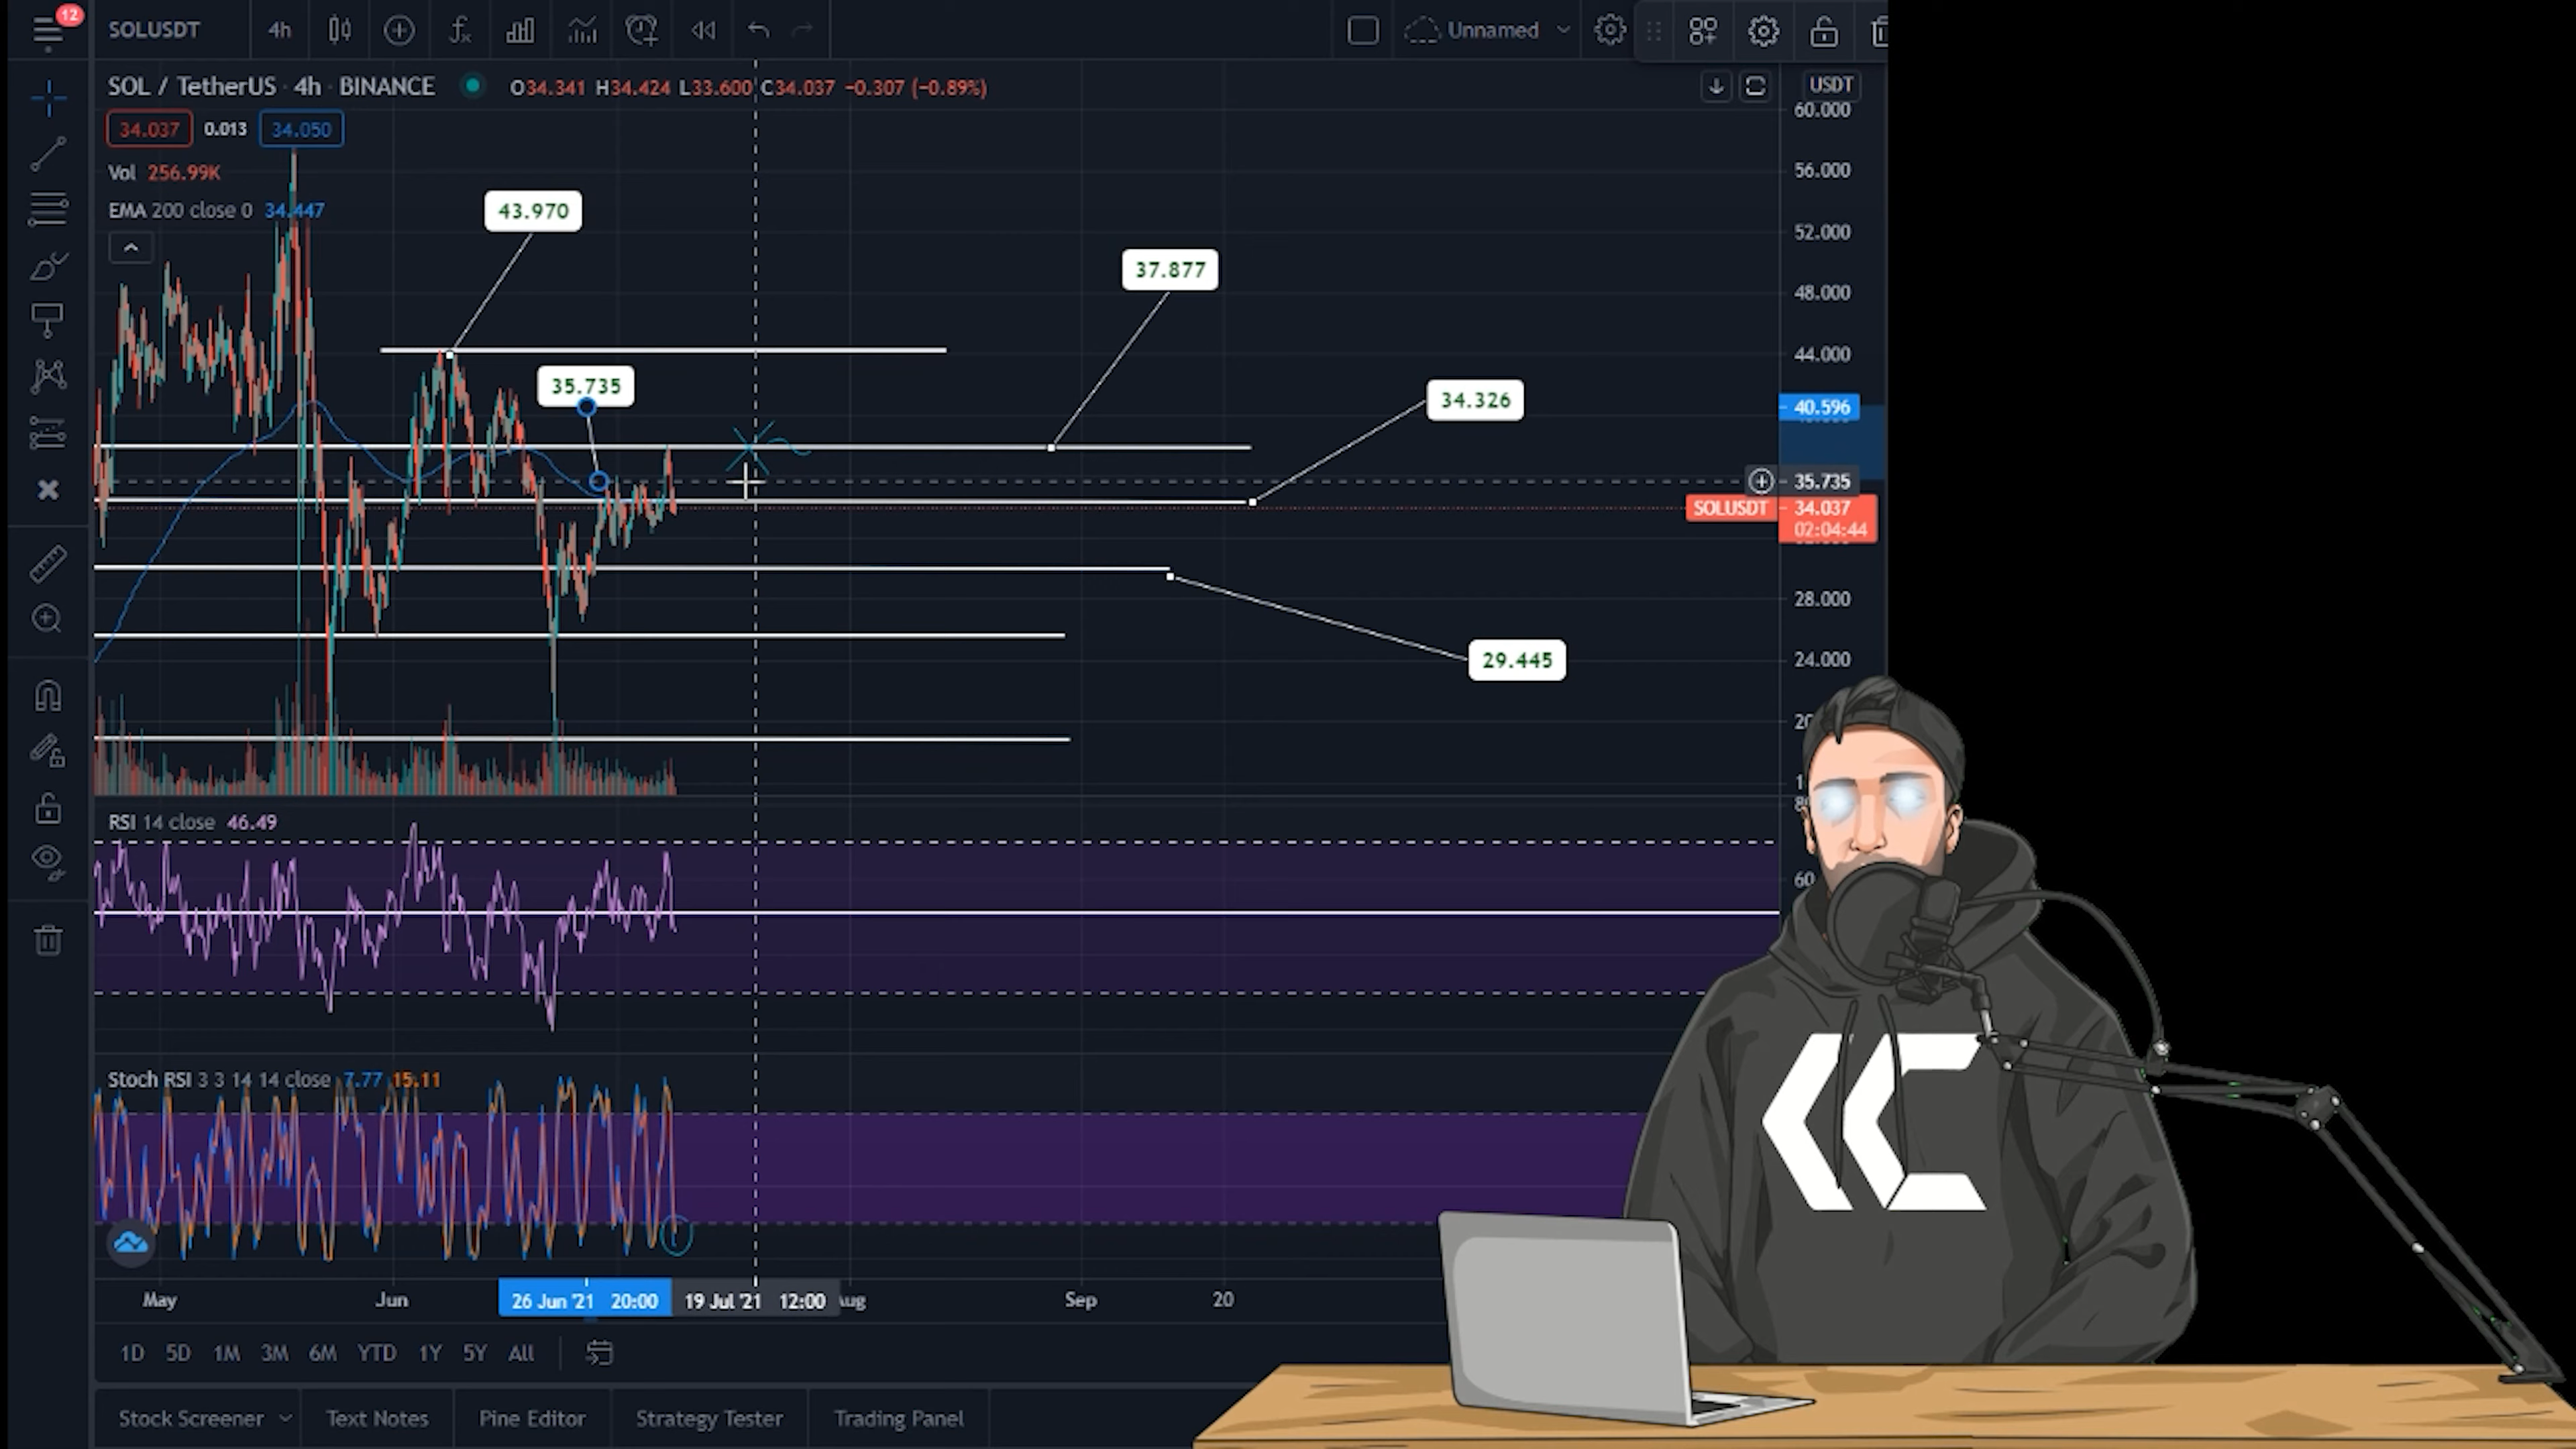 12
SOLUSDT
4h
Unnamed
SOL / TetherUS · 4h · BINANCE
O34.341 H34.424 L33.600 C34.037 −0.307 (−0.89%)
USDT
34.037 0.013 34.050
Vol 256.99K
EMA 200 close 0 34.447
60.000
56.000
52.000
48.000
44.000
40.596
35.735
SOLUSDT 34.037
02:04:44
28.000
24.000
43.970
37.877
35.735
34.326
29.445
RSI 14 close 46.49
60
Stoch RSI 3 3 14 14 close 7.77 15.11
May
Jun
26 Jun '21 20:00
19 Jul '21 12:00
Sep
20
1D 5D 1M 3M 6M YTD 1Y 5Y All
Stock Screener
Text Notes
Pine Editor
Strategy Tester
Trading Panel